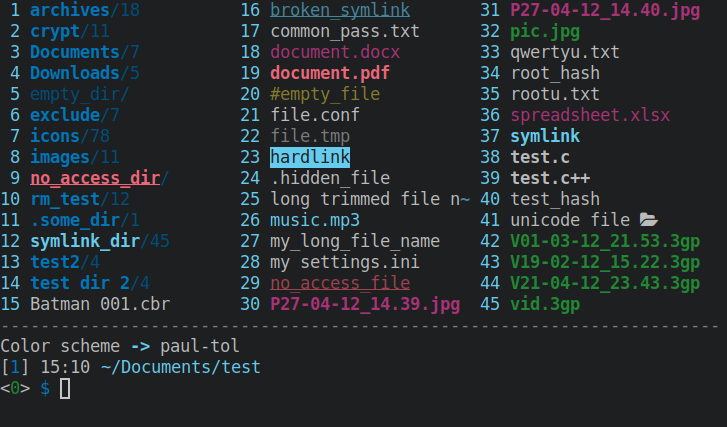 1 archives/18 16 broken_symlink 31 P27-04-12_14.40.jpg
2 crypt/11 17 common_pass.txt 32 pic.jpg
3 Documents/7 18 document.docx 33 qwertyu.txt
4 Downloads/5 19 document.pdf 34 root_hash
5 empty_dir/ 20 #empty_file 35 rootu.txt
6 exclude/7 21 file.conf 36 spreadsheet.xlsx
7 icons/78 22 file.tmp 37 symlink
8 images/11 23 hardlink 38 test.c
9 no_access_dir/ 24 .hidden_file 39 test.c++
10 rm_test/12 25 long trimmed file n~ 40 test_hash
11 .some_dir/1 26 music.mp3 41 unicode file 📂
12 symlink_dir/45 27 my_long_file_name 42 V01-03-12_21.53.3gp
13 test2/4 28 my settings.ini 43 V19-02-12_15.22.3gp
14 test dir 2/4 29 no_access_file 44 V21-04-12_23.43.3gp
15 Batman 001.cbr 30 P27-04-12_14.39.jpg 45 vid.3gp
------------------------------------------------------------------------
Color scheme -> paul-tol
[1] 15:10 ~/Documents/test
<0> $